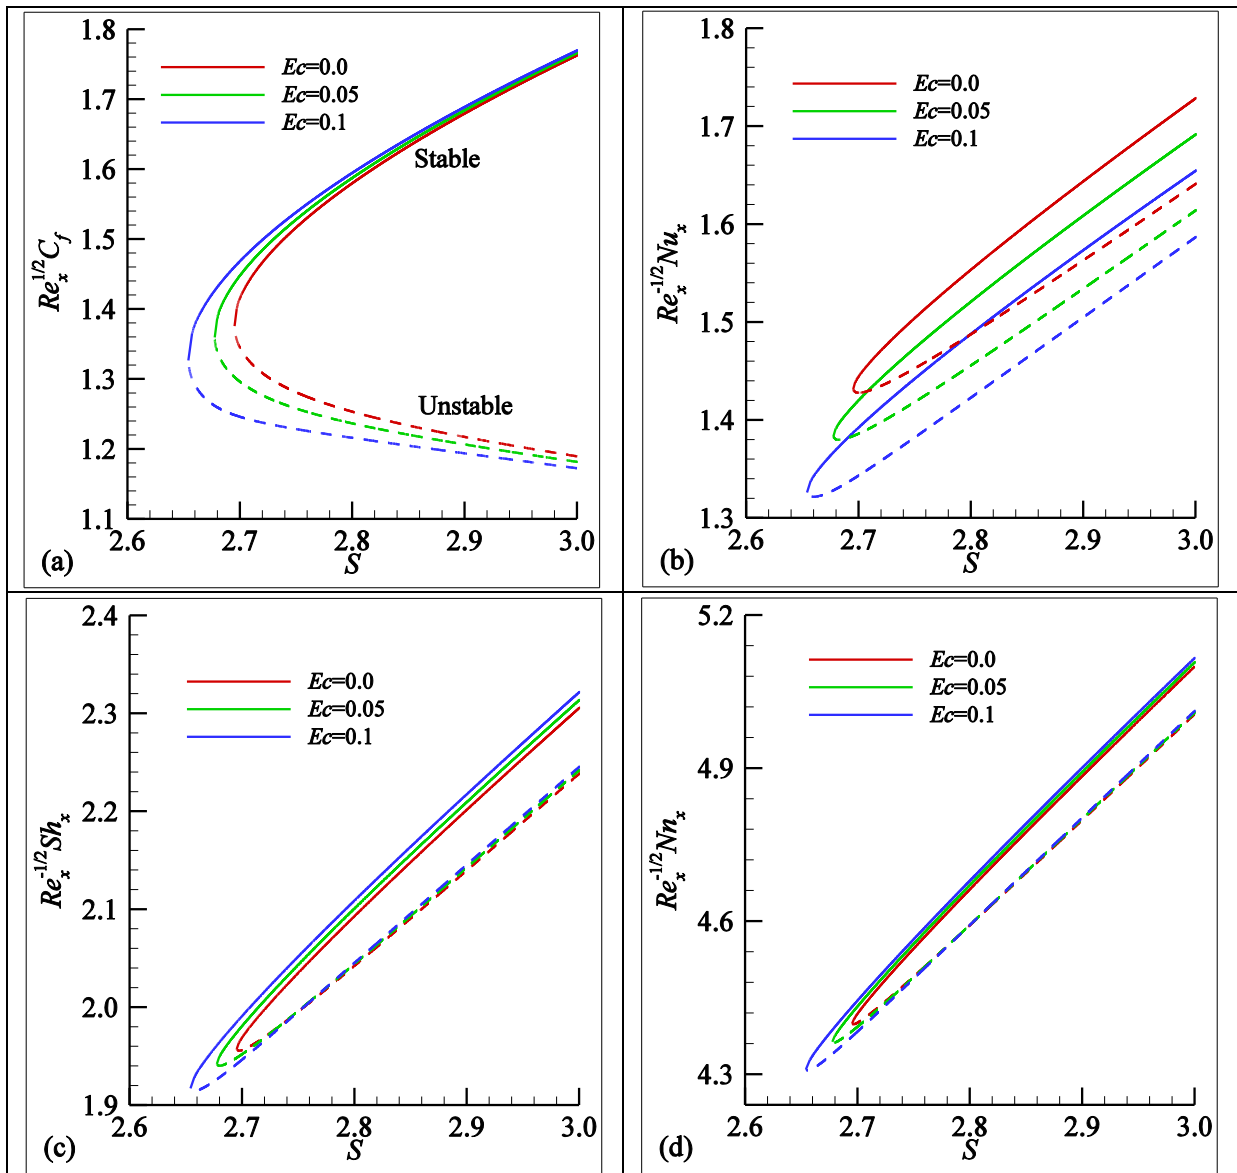 1.8
1.7
1.6
1.5
1.4
1.3
1.2
1.1
Re_x^{1/2}C_f
Ec=0.0
Ec=0.05
Ec=0.1
Stable
Unstable
2.6 2.7 2.8 2.9 3.0
(a)
S
1.8
1.7
1.6
1.5
1.4
1.3
Re_x^{-1/2}Nu_x
Ec=0.0
Ec=0.05
Ec=0.1
2.6 2.7 2.8 2.9 3.0
(b)
S
2.4
2.3
2.2
2.1
2.0
1.9
Re_x^{-1/2}Sh_x
Ec=0.0
Ec=0.05
Ec=0.1
2.6 2.7 2.8 2.9 3.0
(c)
S
5.2
4.9
4.6
4.3
Re_x^{-1/2}Nn_x
Ec=0.0
Ec=0.05
Ec=0.1
2.6 2.7 2.8 2.9 3.0
(d)
S